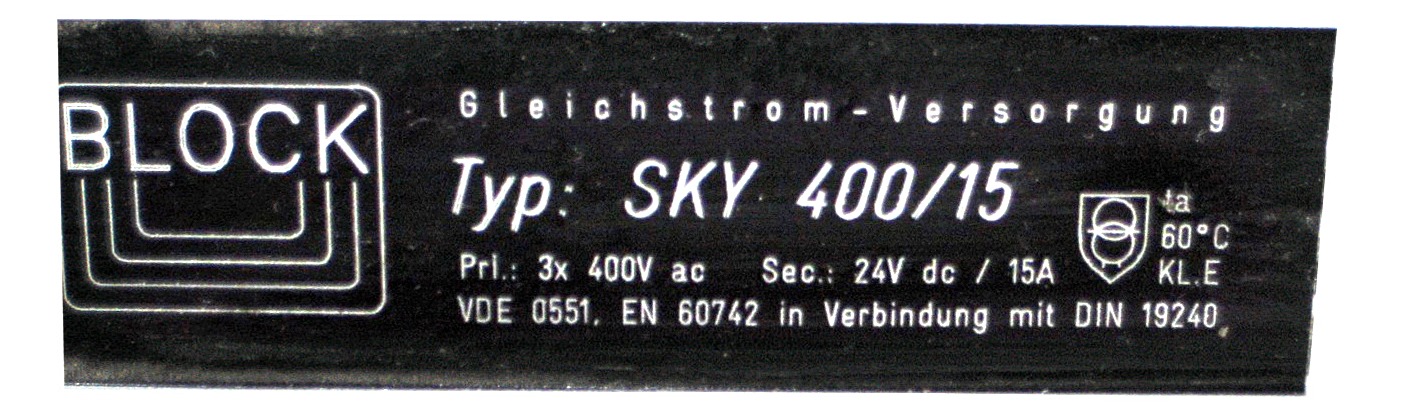 BLOCK
Gleichstrom-Versorgung
Typ: SKY 400/15
Pri.: 3x 400V ac Sec.: 24V dc / 15A
VDE 0551, EN 60742 in Verbindung mit DIN 19240
ta
60°C
KL.E